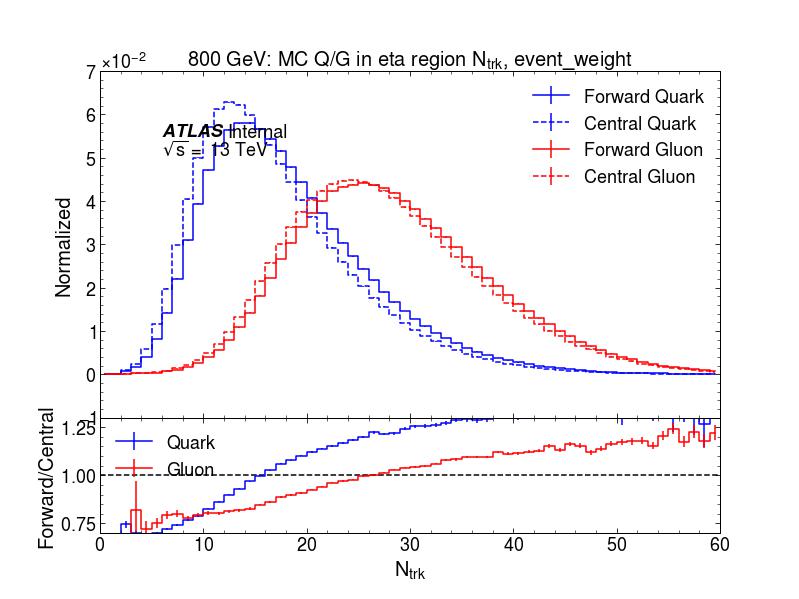 ×10−2
800 GeV: MC Q/G in eta region Ntrk, event_weight
7
6
5
4
3
2
1
0
−1
Normalized
ATLAS Internal
√s = 13 TeV
Forward Quark
Central Quark
Forward Gluon
Central Gluon
Quark
Gluon
1.25
1.00
0.75
Forward/Central
0 10 20 30 40 50 60
Ntrk